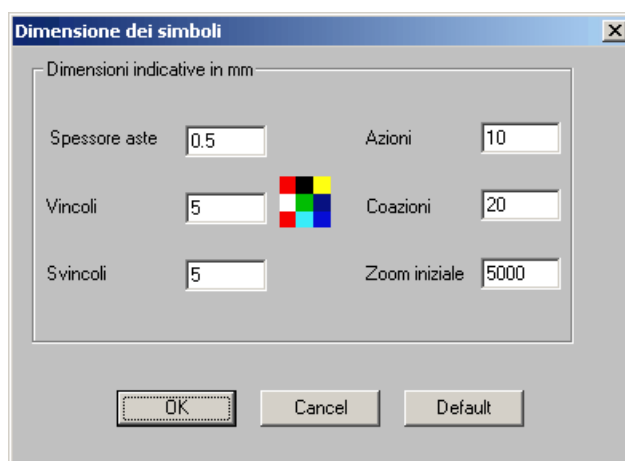 Dimensione dei simboli
Dimensioni indicative in mm
Spessore aste 0.5 Azioni 10
Vincoli 5 Coazioni 20
Svincoli 5 Zoom iniziale 5000
OK Cancel Default